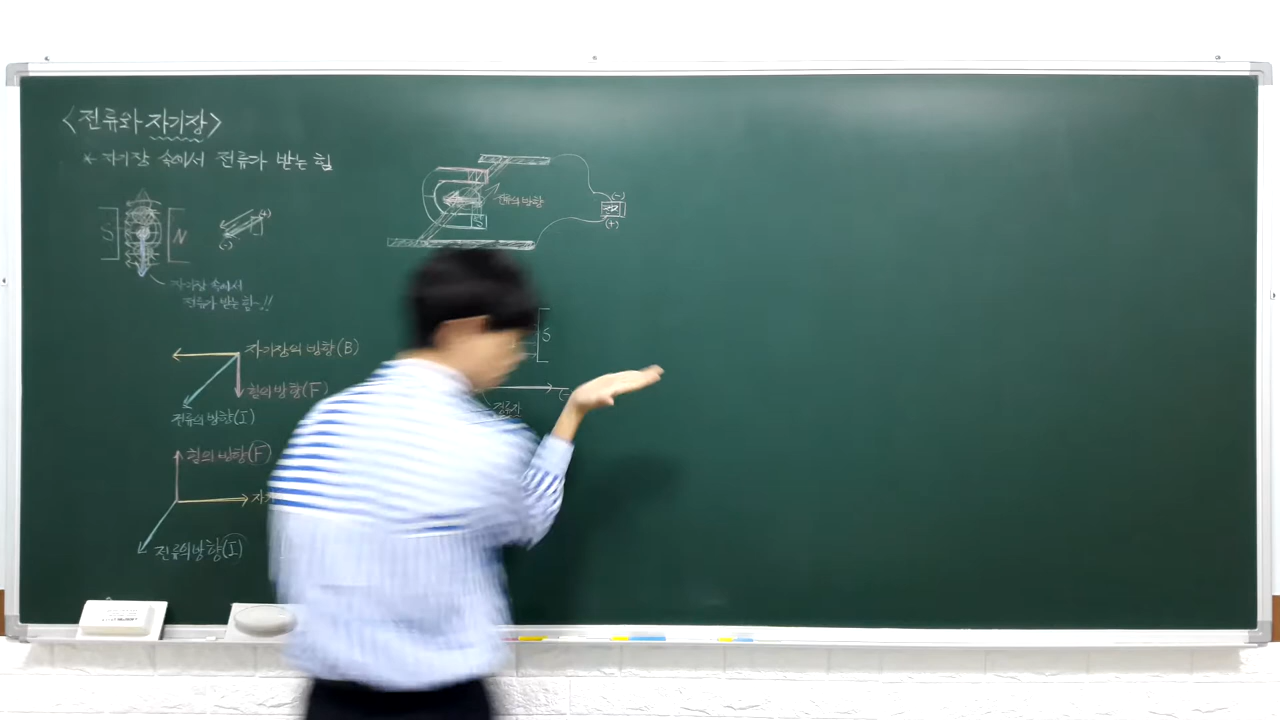 <전류와 자기장>
* 자기장 속에서 전류가 받는 힘
S N
(+)
(-)
자기장 속에서
전류가 받는 힘~!!
자기장의 방향(B)
힘의 방향(F)
전류의 방향(I)
힘의 방향(F)
자기
전류의 방향(I)
전류의 방향
S
(-)
(+)
S
(-